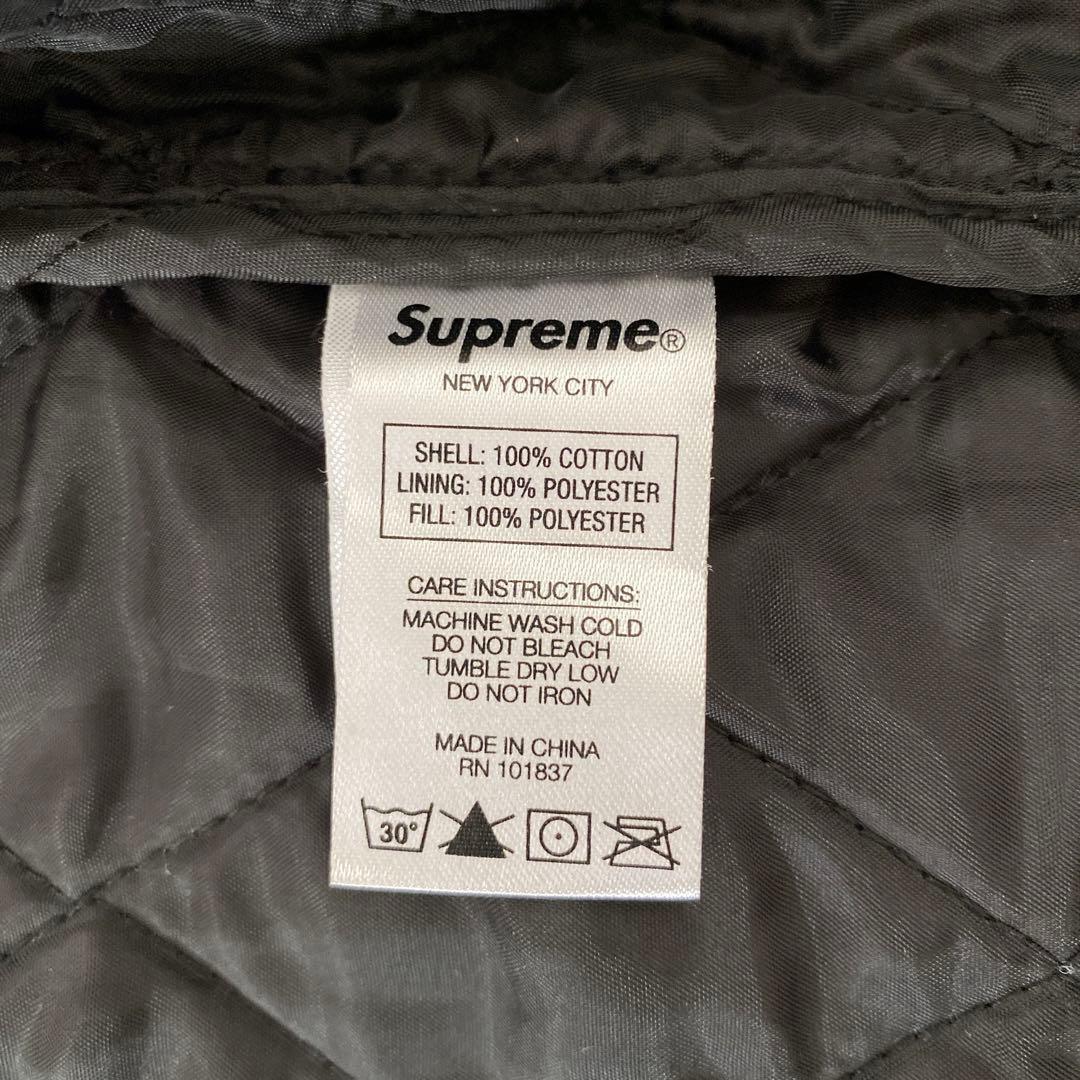 Supreme®
NEW YORK CITY
SHELL: 100% COTTON
LINING: 100% POLYESTER
FILL: 100% POLYESTER
CARE INSTRUCTIONS:
MACHINE WASH COLD
DO NOT BLEACH
TUMBLE DRY LOW
DO NOT IRON
MADE IN CHINA
RN 101837
30°